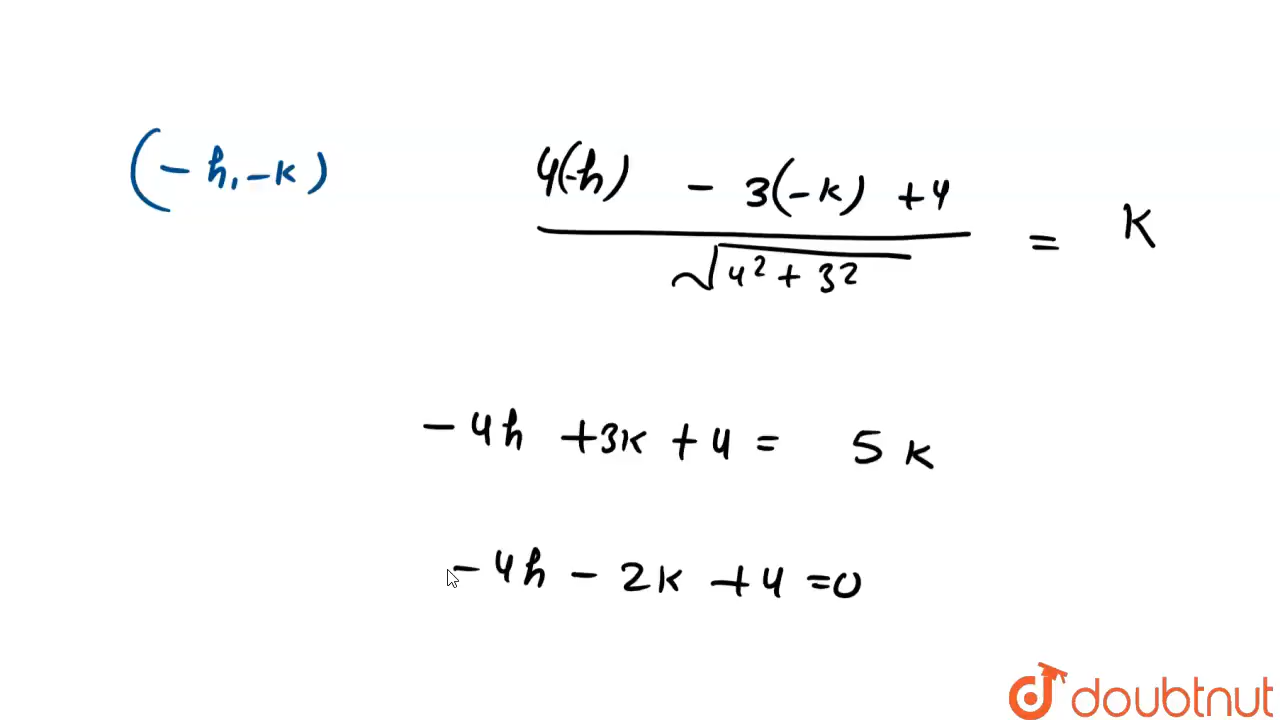 (-h, -k)
4(-h) - 3(-k) + 4
√4² + 3² = K
-4h + 3k + 4 = 5k
-4h - 2k + 4 = 0
doubtnut